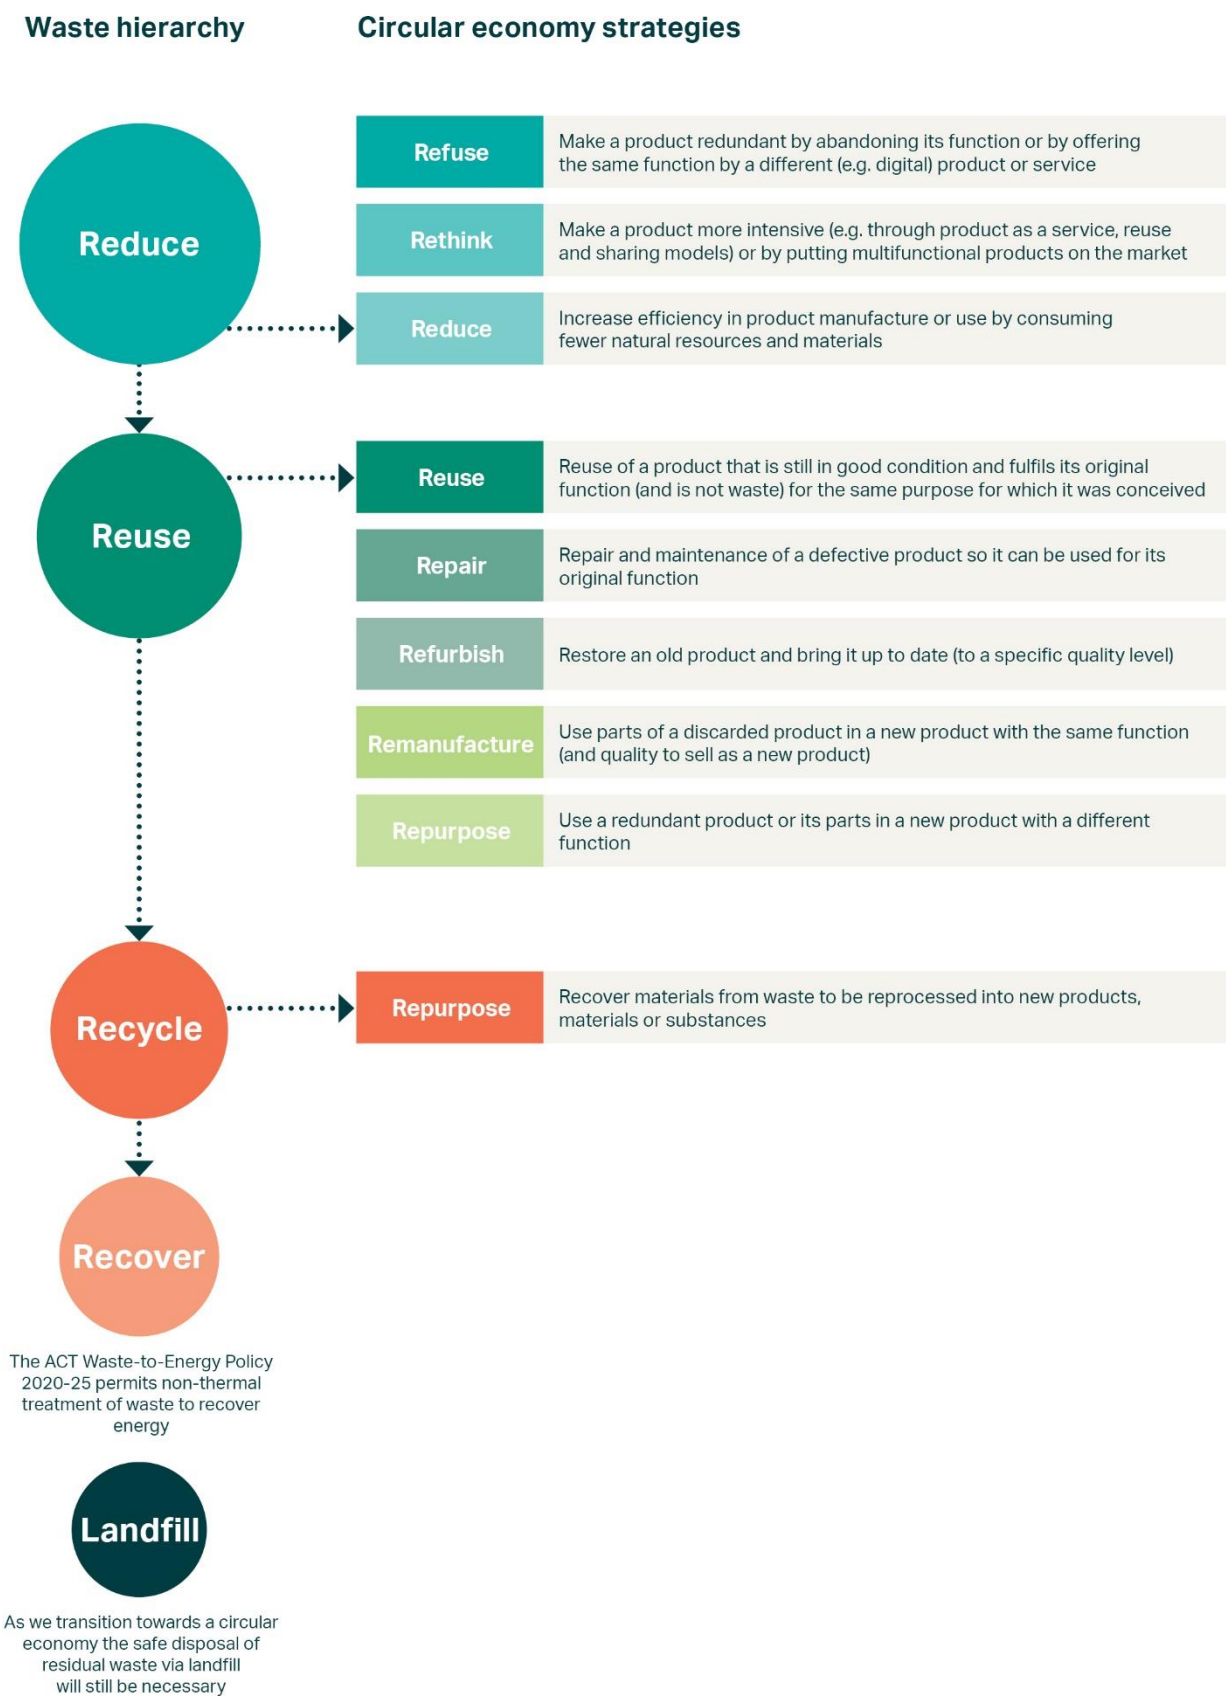 Waste hierarchy
Circular economy strategies
Reduce
Refuse
Make a product redundant by abandoning its function or by offering
the same function by a different (e.g. digital) product or service
Rethink
Make a product more intensive (e.g. through product as a service, reuse
and sharing models) or by putting multifunctional products on the market
Reduce
Increase efficiency in product manufacture or use by consuming
fewer natural resources and materials
Reuse
Reuse
Reuse of a product that is still in good condition and fulfils its original
function (and is not waste) for the same purpose for which it was conceived
Repair
Repair and maintenance of a defective product so it can be used for its
original function
Refurbish
Restore an old product and bring it up to date (to a specific quality level)
Remanufacture
Use parts of a discarded product in a new product with the same function
(and quality to sell as a new product)
Repurpose
Use a redundant product or its parts in a new product with a different
function
Recycle
Repurpose
Recover materials from waste to be reprocessed into new products,
materials or substances
Recover
The ACT Waste-to-Energy Policy
2020-25 permits non-thermal
treatment of waste to recover
energy
Landfill
As we transition towards a circular
economy the safe disposal of
residual waste via landfill
will still be necessary